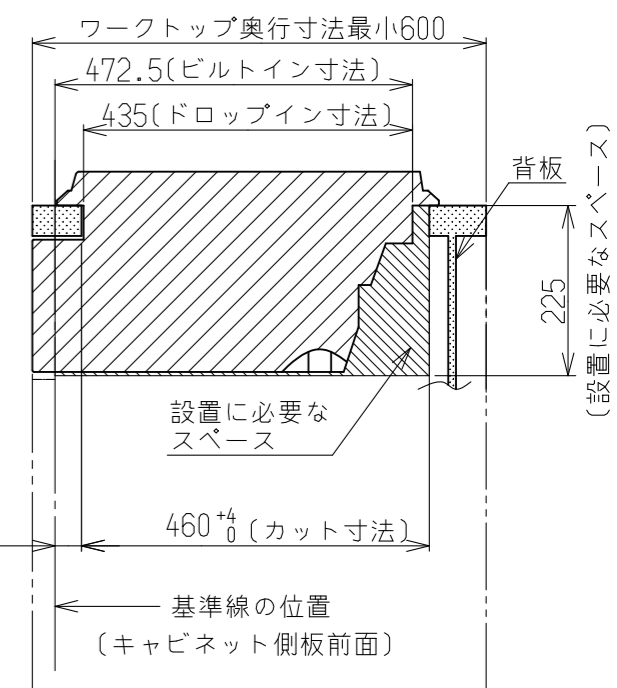 ワークトップ奥行寸法最小600
472.5(ビルトイン寸法)
435(ドロップイン寸法)
背板
225
(設置に必要なスペース)
設置に必要な
スペース
460 +4 0 (カット寸法)
基準線の位置
(キャビネット側板前面)